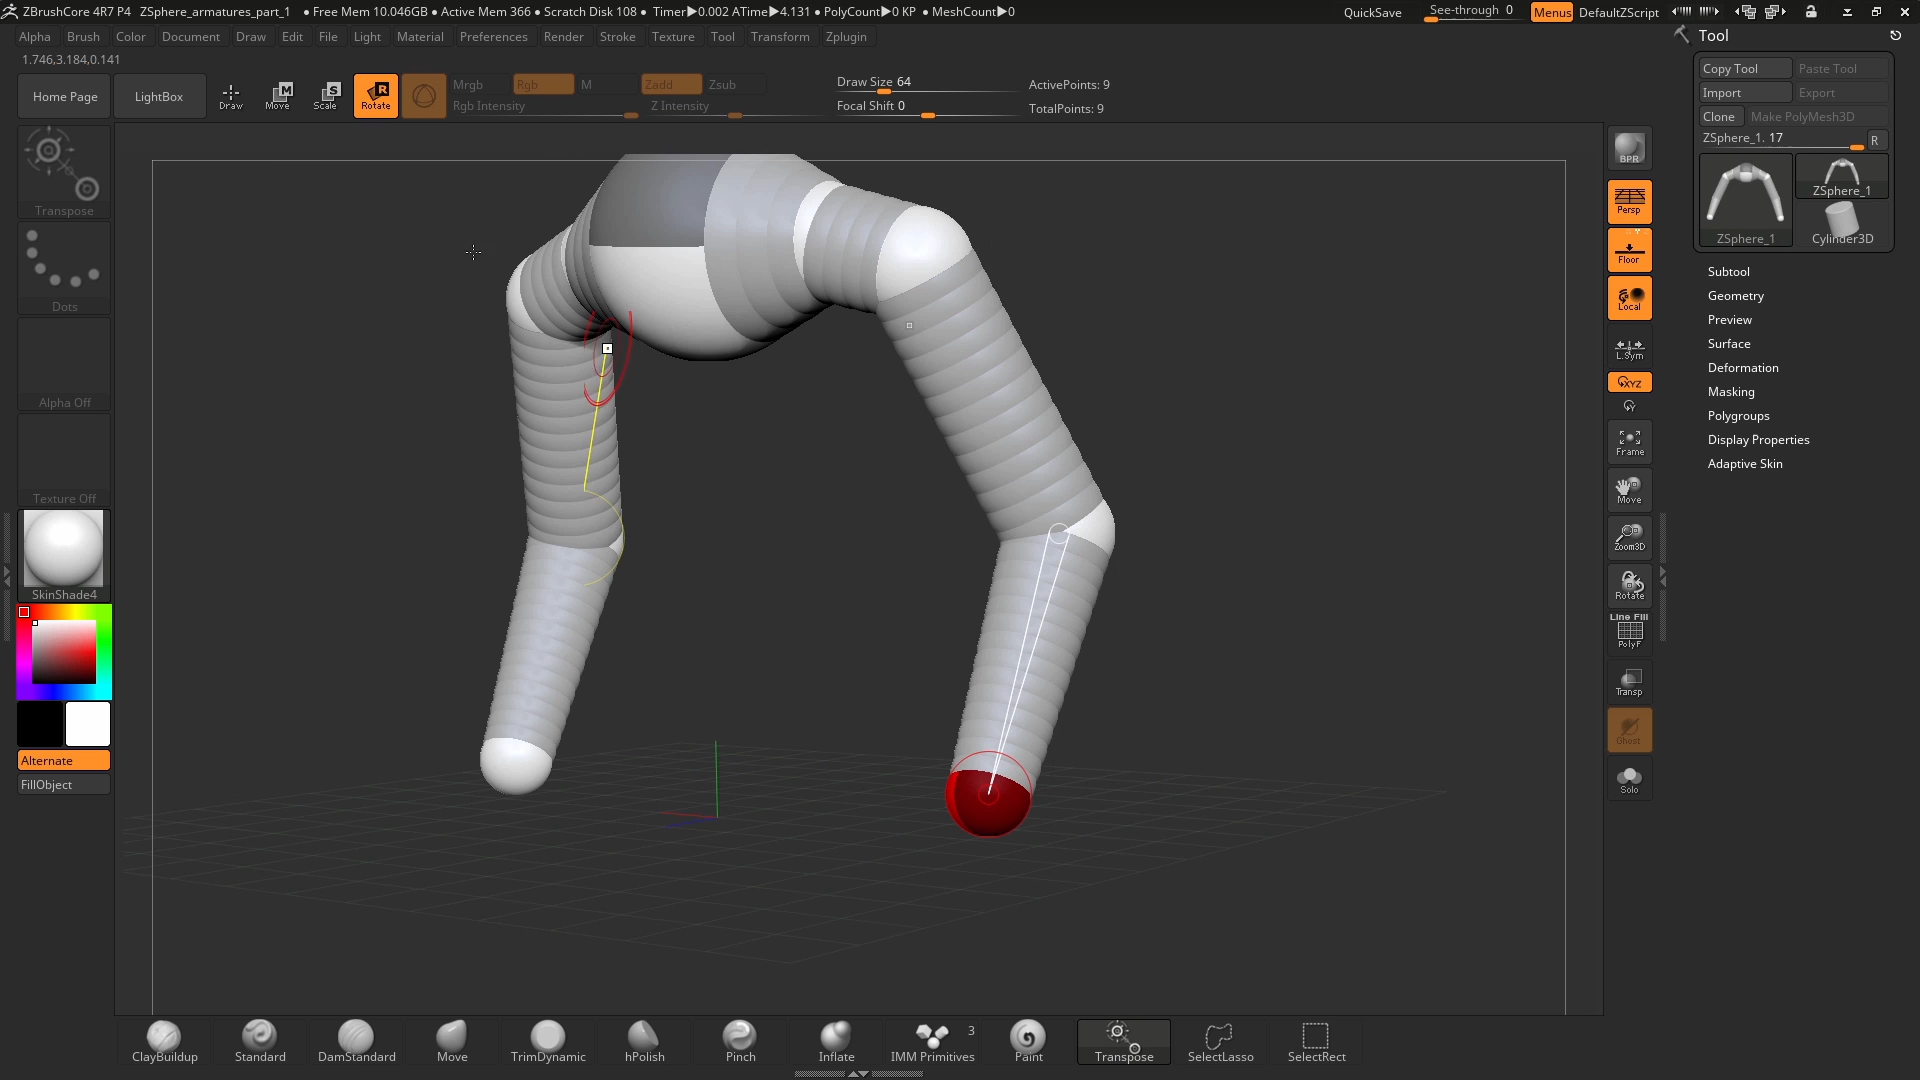 ZBrushCore 4R7 P4 ZSphere_armatures_part_1 ● Free Mem 10.046GB ● Active Mem 366 ● Scratch Disk 108 ● Timer▶0.002 ATime▶4.131 ● PolyCount▶0 KP ● MeshCount▶0 QuickSave See-through 0 Menus DefaultZScript
Alpha Brush Color Document Draw Edit File Light Material Preferences Render Stroke Texture Tool Transform Zplugin
Tool
1.746,3.184,0.141
Copy Tool Paste Tool
Import Export
Clone Make PolyMesh3D
ZSphere_1. 17 R
ZSphere_1
ZSphere_1 Cylinder3D
Home Page LightBox Draw Move Scale Rotate
M S R
Mrgb Rgb M Zadd Zsub
Rgb Intensity Z Intensity
Draw Size 64 ActivePoints: 9
Focal Shift 0 TotalPoints: 9
Transpose
Dots
Alpha Off
Texture Off
SkinShade4
Alternate
FillObject
BPR
Persp
Floor
Local
L.Sym
XYZ
Y
Frame
Move
Zoom3D
Rotate
Line Fill
PolyF
Transp
Ghost
Solo
Subtool
Geometry
Preview
Surface
Deformation
Masking
Polygroups
Display Properties
Adaptive Skin
3
ClayBuildup Standard DamStandard Move TrimDynamic hPolish Pinch Inflate IMM Primitives Paint Transpose SelectLasso SelectRect